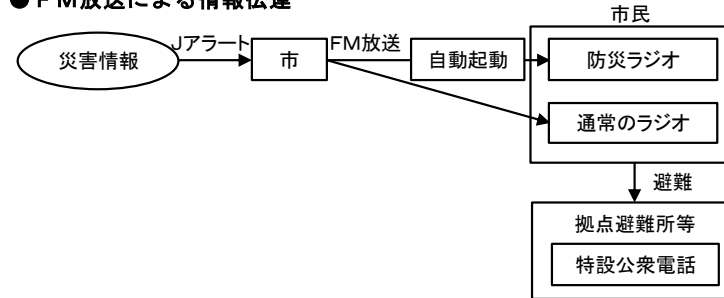 ●FM放送による情報伝達
市民
災害情報
Jアラート
市
FM放送
自動起動
防災ラジオ
通常のラジオ
避難
拠点避難所等
特設公衆電話